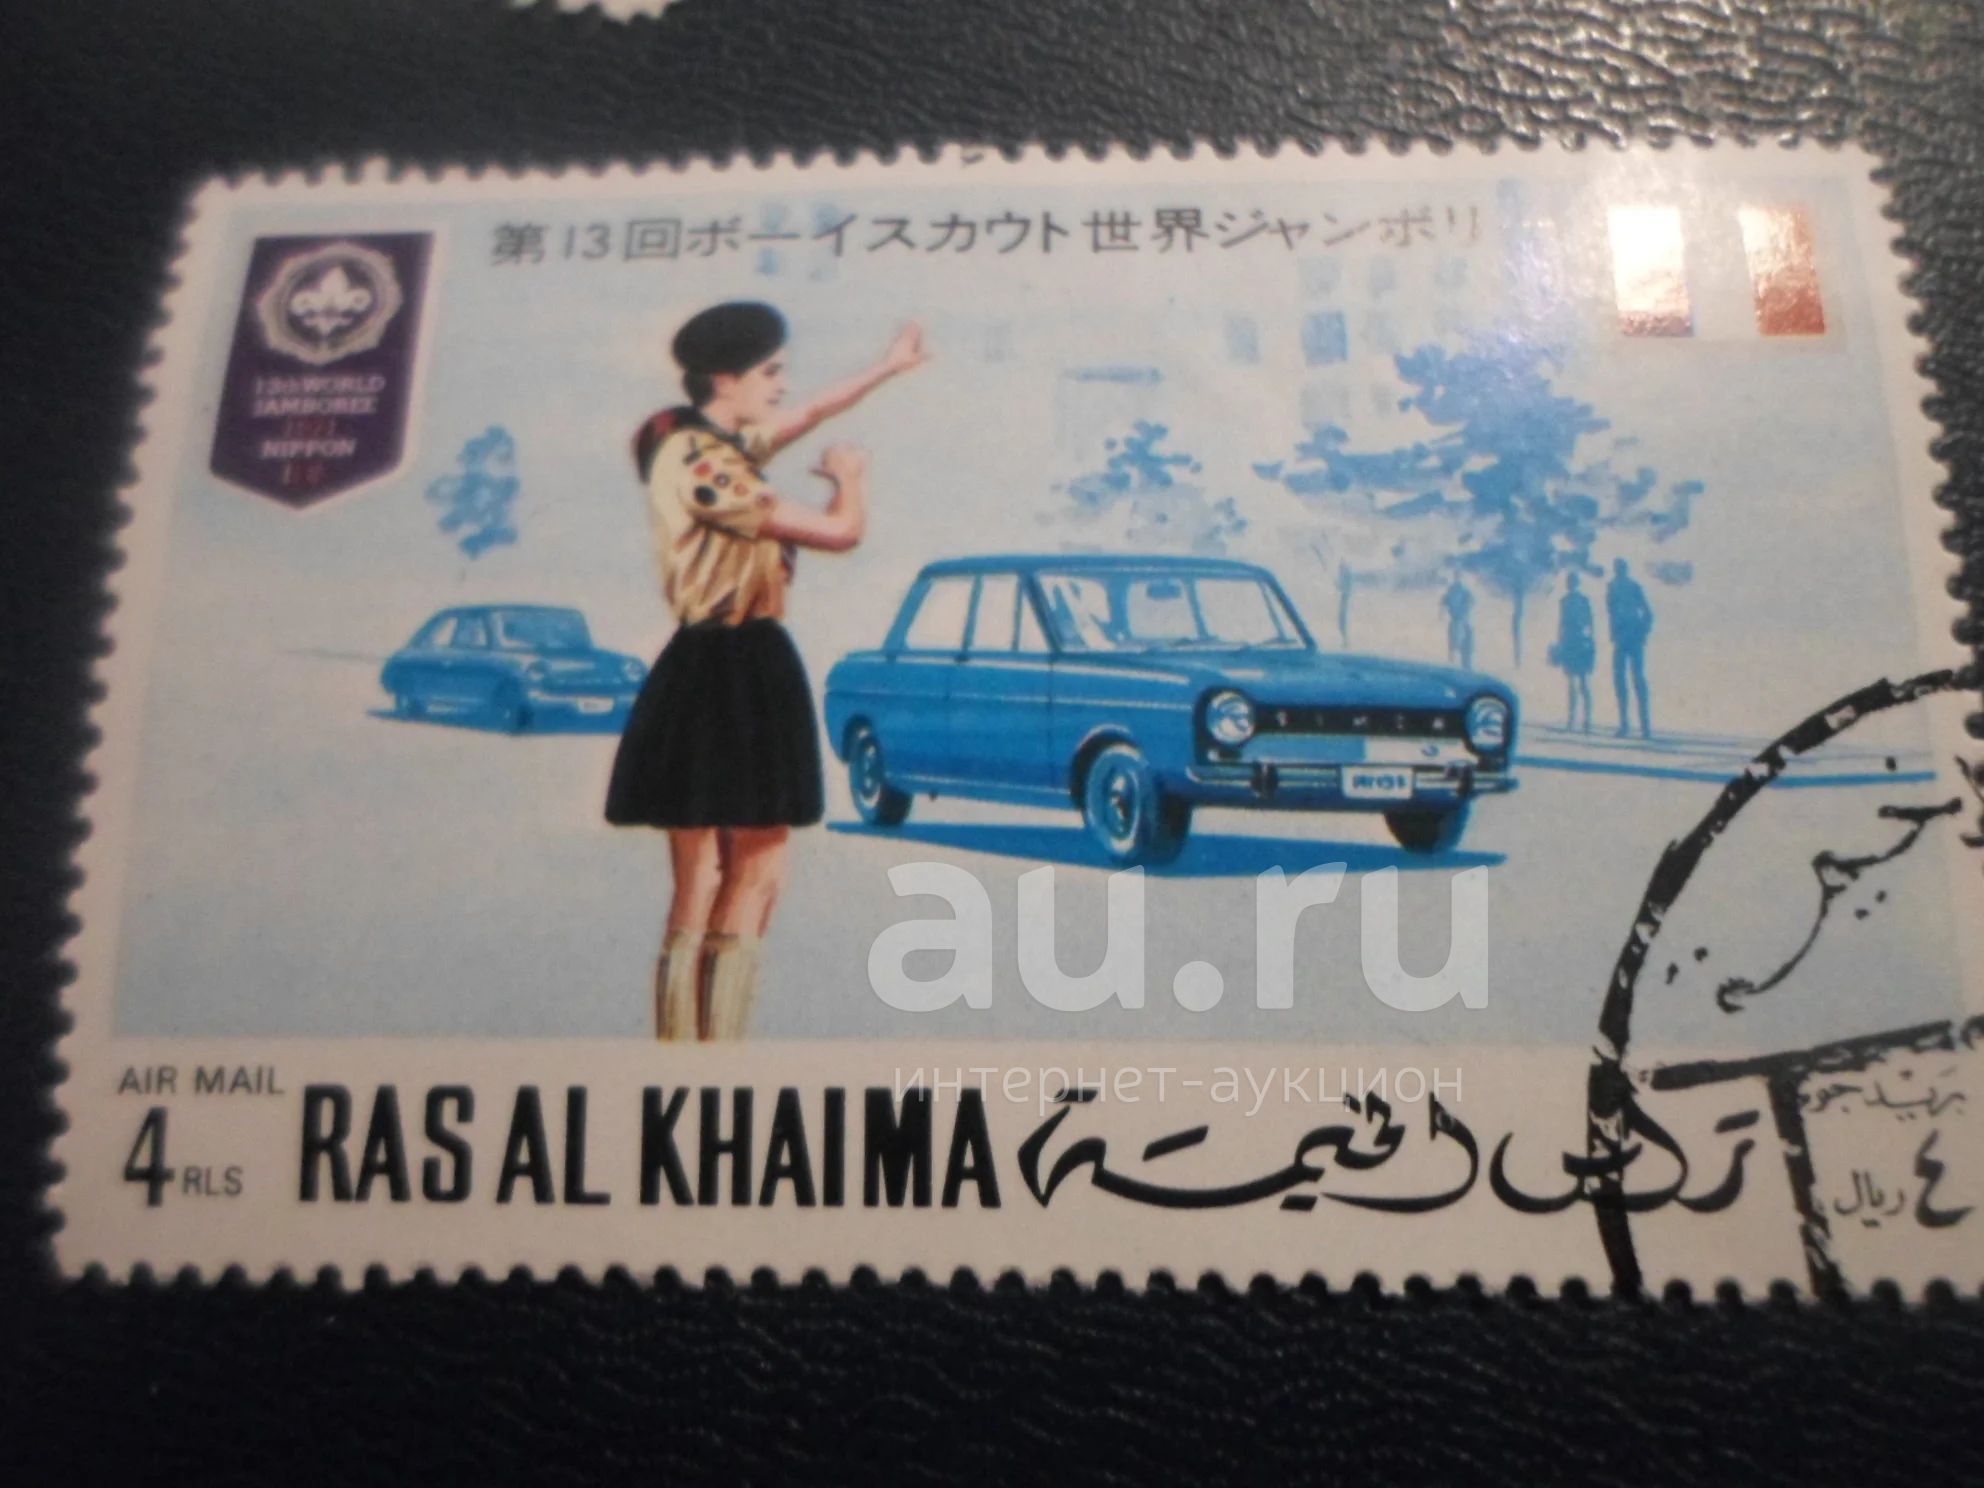 第13回ボーイスカウト世界ジャンボリ
13th WORLD
JAMBOREE
1971
NIPPON
SIMCA
au.ru
интернет-аукцион
AIR MAIL
4 RLS
RAS AL KHAIMA
رأس الخيمة
بريد جوي
٤ ريال